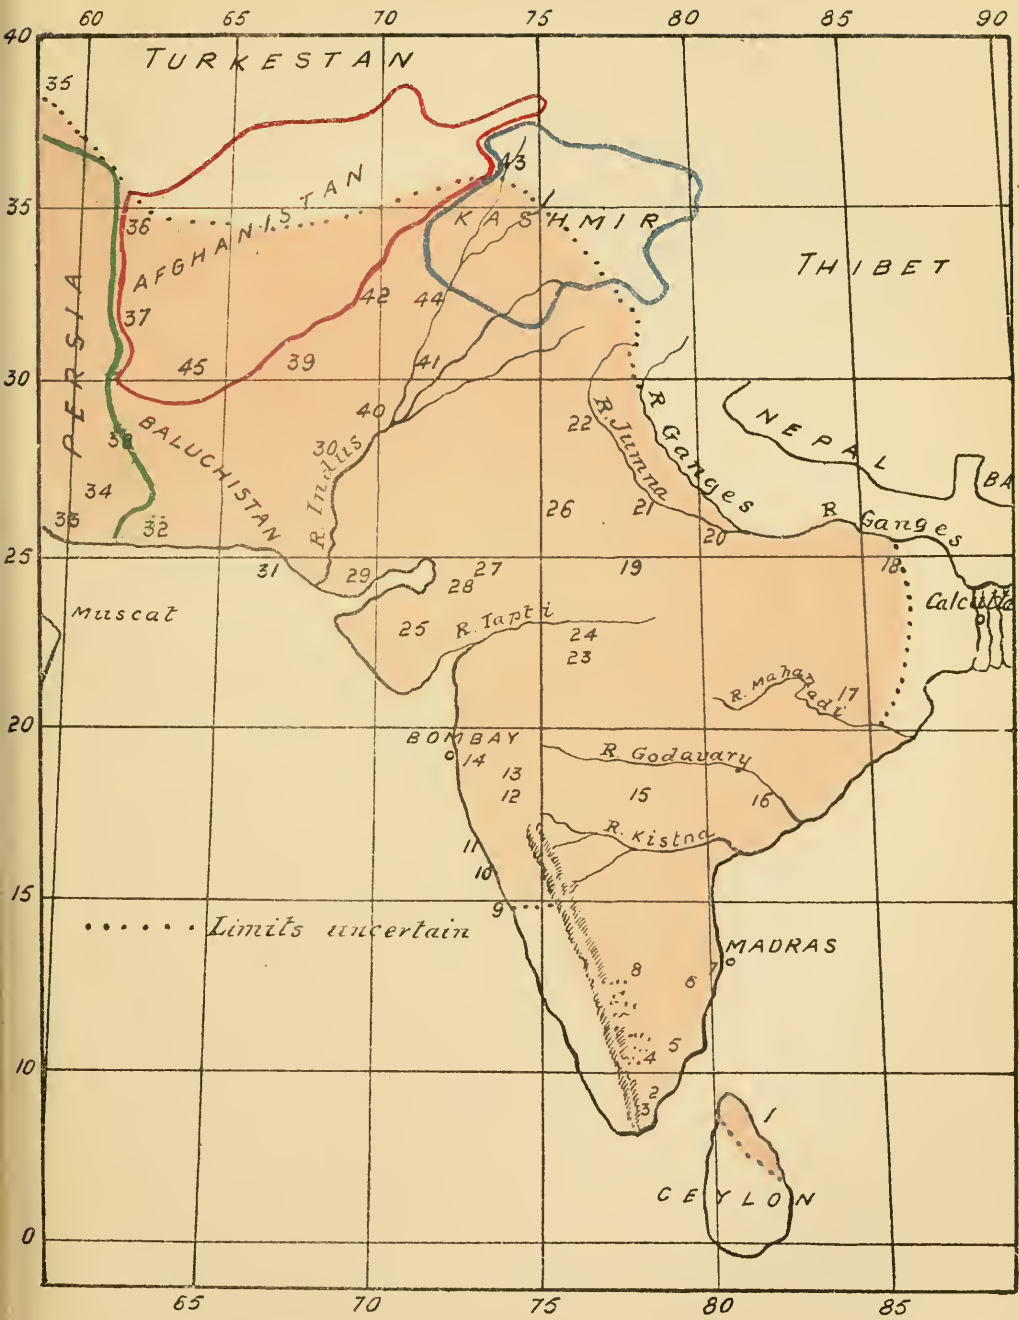 60 65 70 75 80 85 90
40
TURKESTAN
35
43
AFGHANISTAN
KASHMIR
35
36
THIBET
PERSIA
37
42 44
45 39 41
30
40
BALUCHISTAN
38
30
R. Indus
22
R. Jumna
R Ganges
NEPAL
BA
34
33
32
26
21
20
R Ganges
25
31
29
28
27
19
18
Muscat
25
R. Tapti
24
23
Calcutta
R. Mahanadi
17
20
BOMBAY
14
13
12
R. Godavary
15
16
11
R. Kistna
10
15
9
Limits uncertain
MADRAS
8
7
6
5
4
10
2
3
1
CEYLON
0
65 70 75 80 85